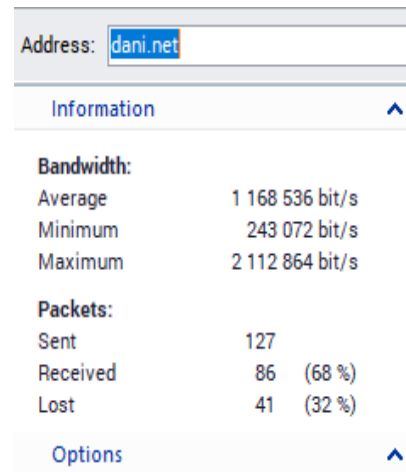 Address: dani.net
Information
Bandwidth:
Average 1 168 536 bit/s
Minimum 243 072 bit/s
Maximum 2 112 864 bit/s
Packets:
Sent 127
Received 86 (68 %)
Lost 41 (32 %)
Options